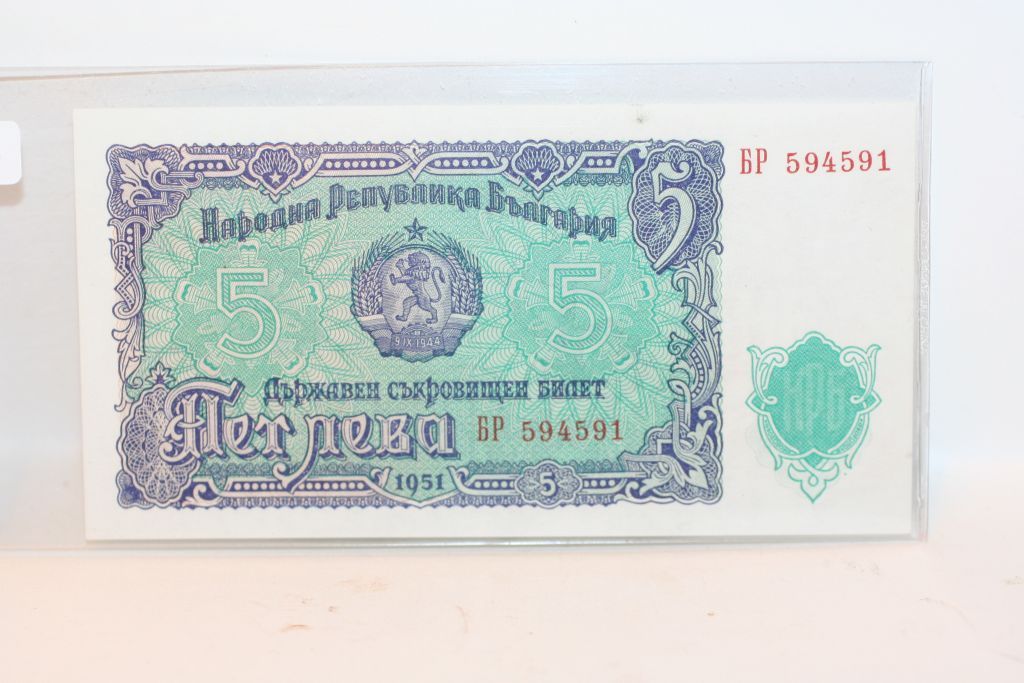 БР 594591
5
Народна Република България
5
5
9.IX.1944
Държавен съкровищен билет
Пет лева
БР 594591
1951
5
НРБ